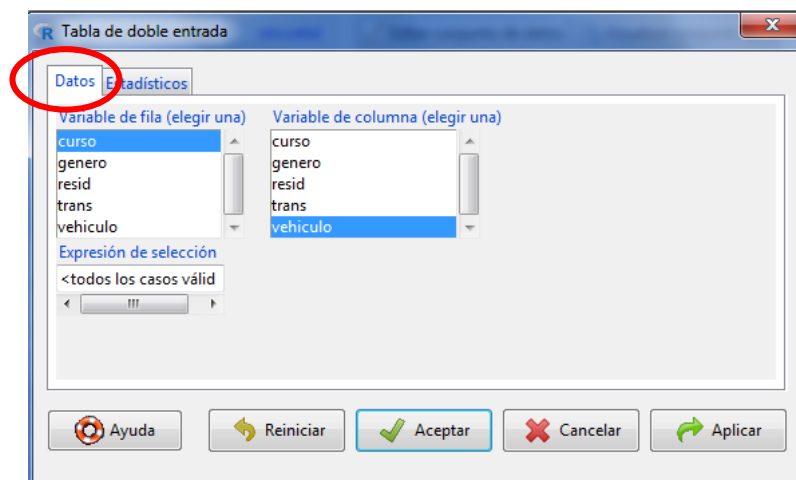 Tabla de doble entrada
Datos Estadísticos
Variable de fila (elegir una) Variable de columna (elegir una)
curso curso
genero genero
resid resid
trans trans
vehiculo vehiculo
Expresión de selección
<todos los casos válid
Ayuda Reiniciar Aceptar Cancelar Aplicar